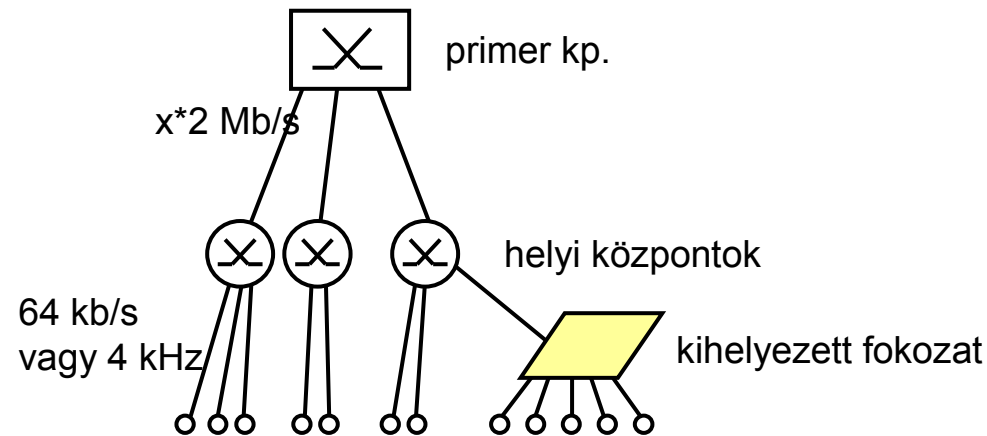 primer kp.
x*2 Mb/s
helyi központok
64 kb/s
vagy 4 kHz
kihelyezett fokozat